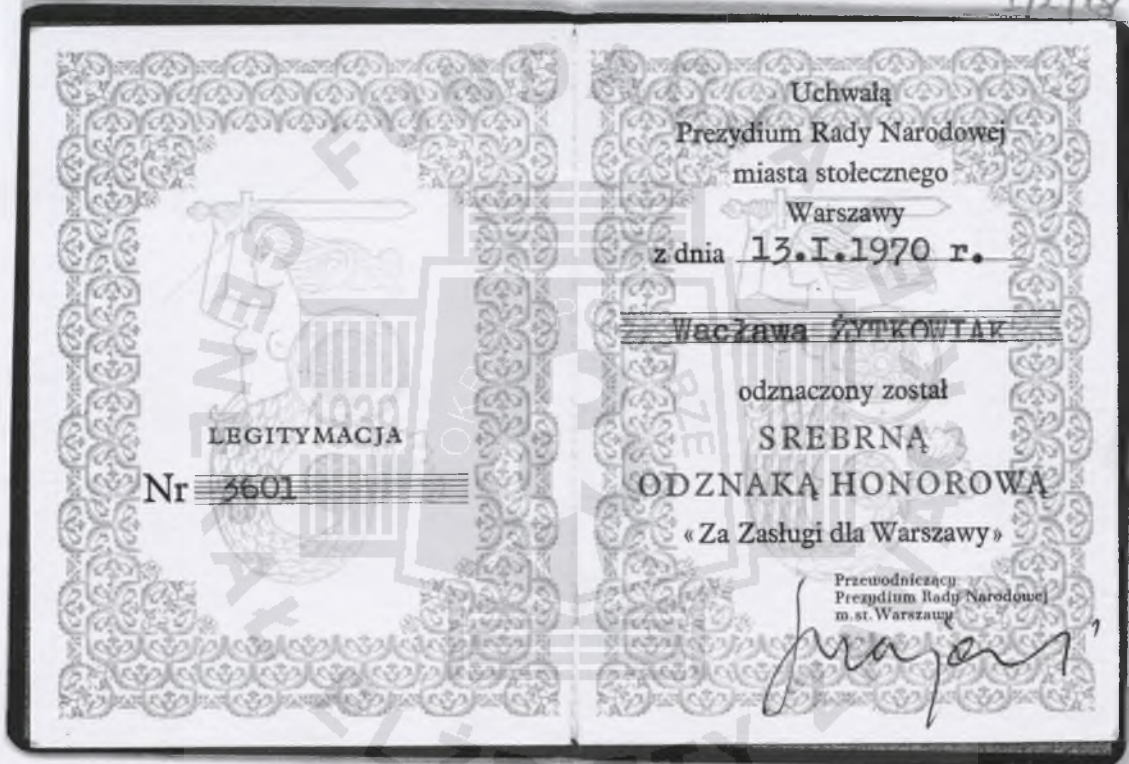 LEGITYMACJA
Nr 3601
Uchwałą
Prezydium Rady Narodowej
miasta stołecznego
Warszawy
z dnia 13.I.1970 r.
Wacława ŻYTKOWIAK
odznaczony został
SREBRNĄ
ODZNAKĄ HONOROWĄ
«Za Zasługi dla Warszawy»
Przewodniczący
Prezydium Rady Narodowej
m.st.Warszawy